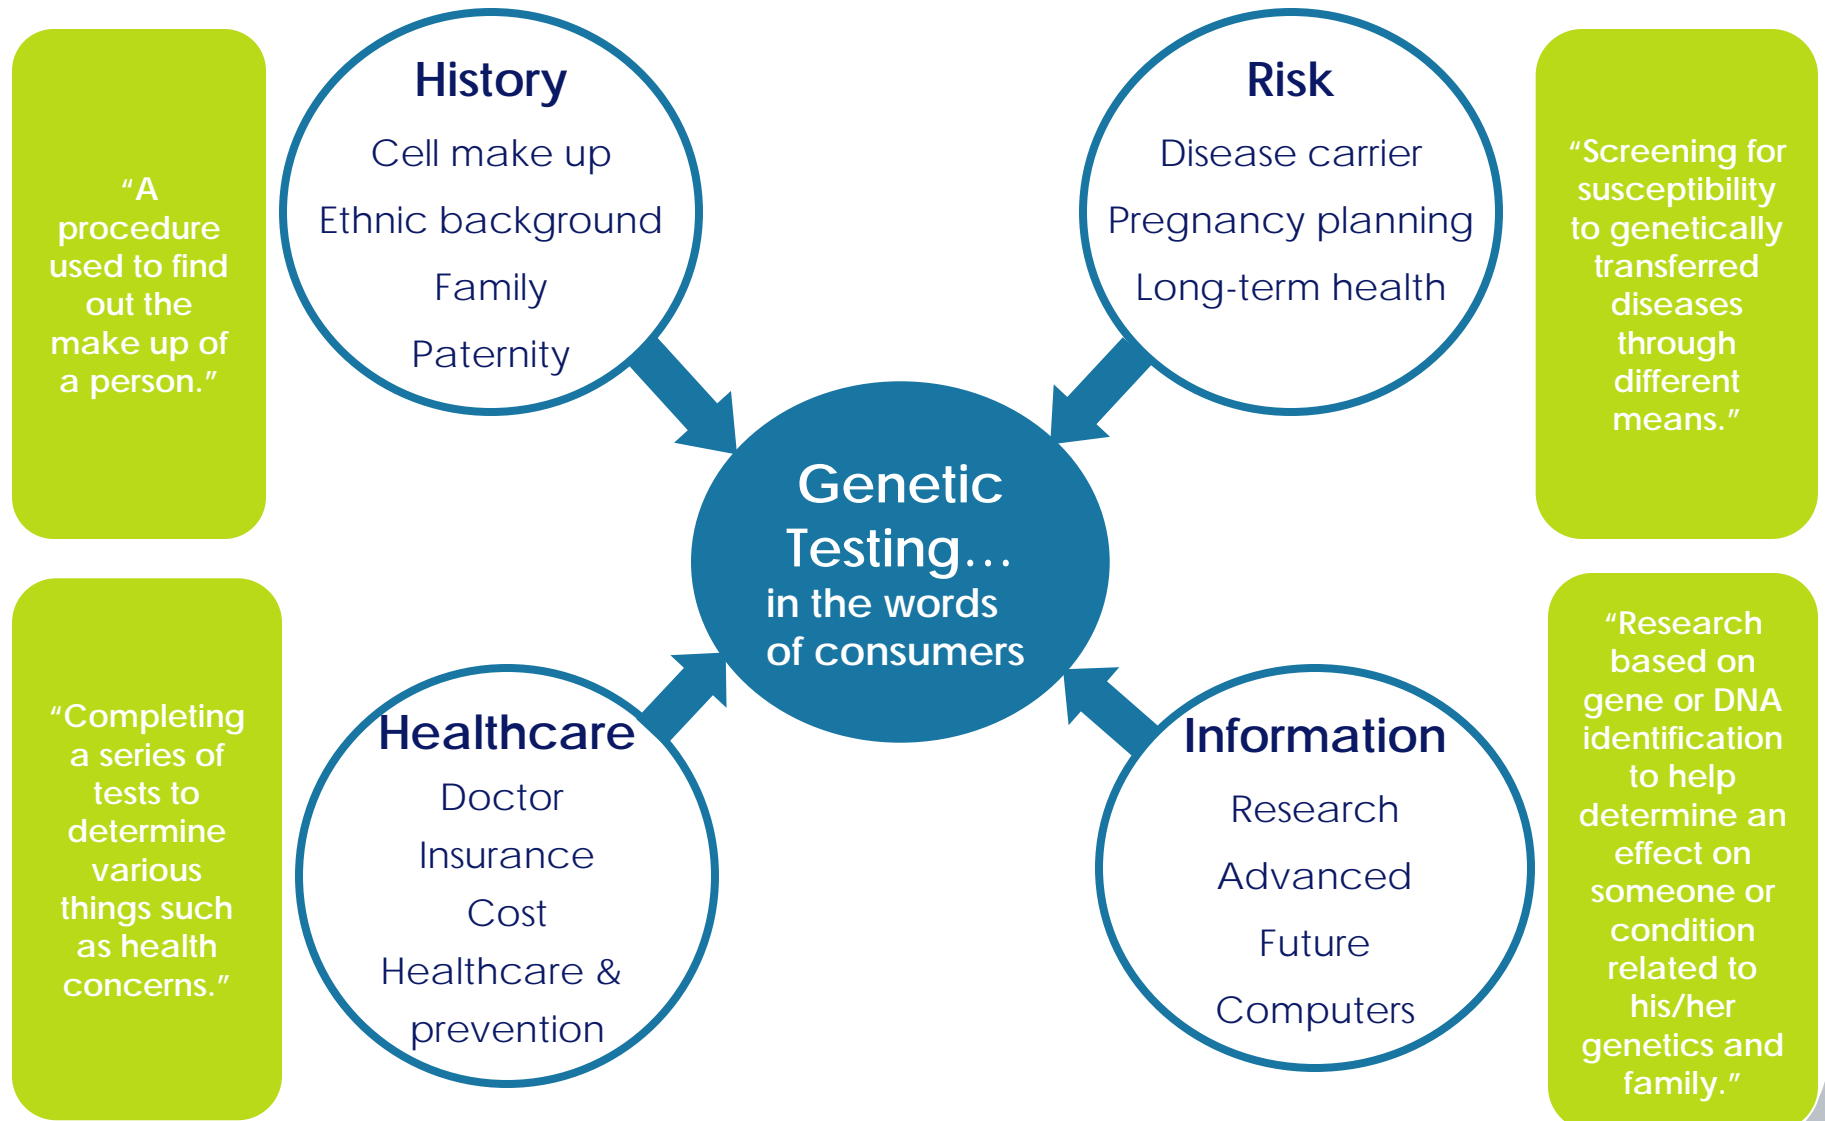 “A
procedure
used to find
out the
make up of
a person.”
History
Cell make up
Ethnic background
Family
Paternity
Risk
Disease carrier
Pregnancy planning
Long-term health
“Screening for
susceptibility
to genetically
transferred
diseases
through
different
means.”
Genetic
Testing…
in the words
of consumers
“Completing
a series of
tests to
determine
various
things such
as health
concerns.”
Healthcare
Doctor
Insurance
Cost
Healthcare &
prevention
Information
Research
Advanced
Future
Computers
“Research
based on
gene or DNA
identification
to help
determine an
effect on
someone or
condition
related to
his/her
genetics and
family.”